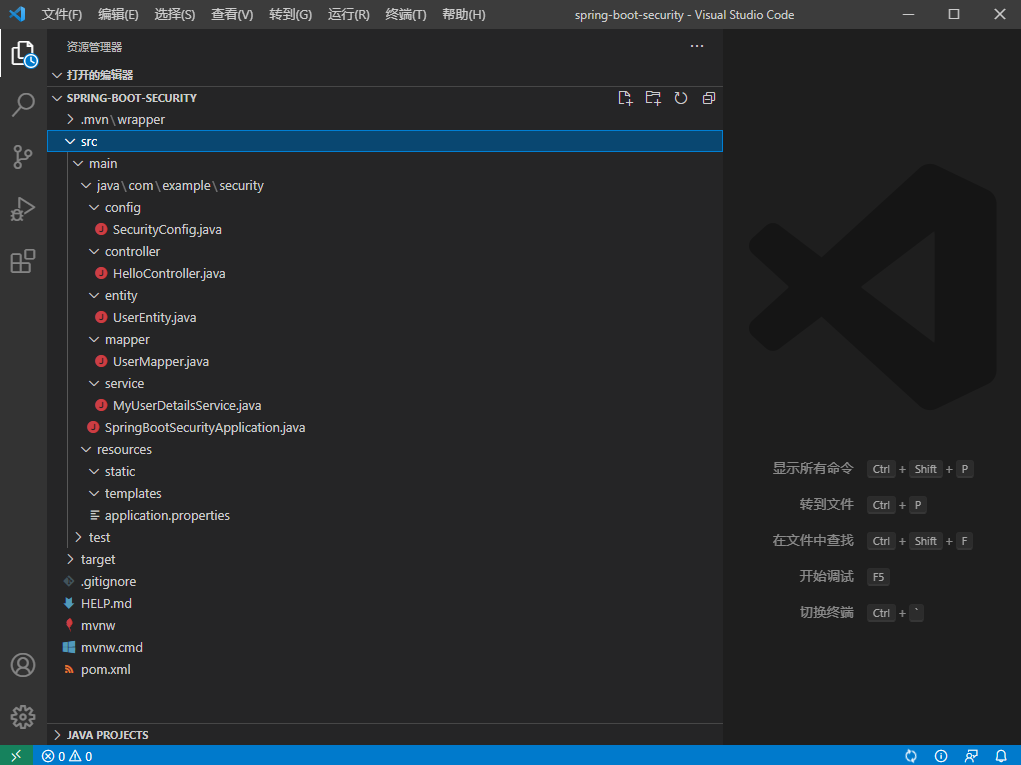 文件(F) 编辑(E) 选择(S) 查看(V) 转到(G) 运行(R) 终端(T) 帮助(H) spring-boot-security - Visual Studio Code
资源管理器
打开的编辑器
SPRING-BOOT-SECURITY
.mvn\wrapper
src
main
java\com\example\security
config
SecurityConfig.java
controller
HelloController.java
entity
UserEntity.java
mapper
UserMapper.java
service
MyUserDetailsService.java
SpringBootSecurityApplication.java
resources
static
templates
application.properties
test
target
.gitignore
HELP.md
mvnw
mvnw.cmd
pom.xml
JAVA PROJECTS
显示所有命令 Ctrl + Shift + P
转到文件 Ctrl + P
在文件中查找 Ctrl + Shift + F
开始调试 F5
切换终端 Ctrl + `
0 0